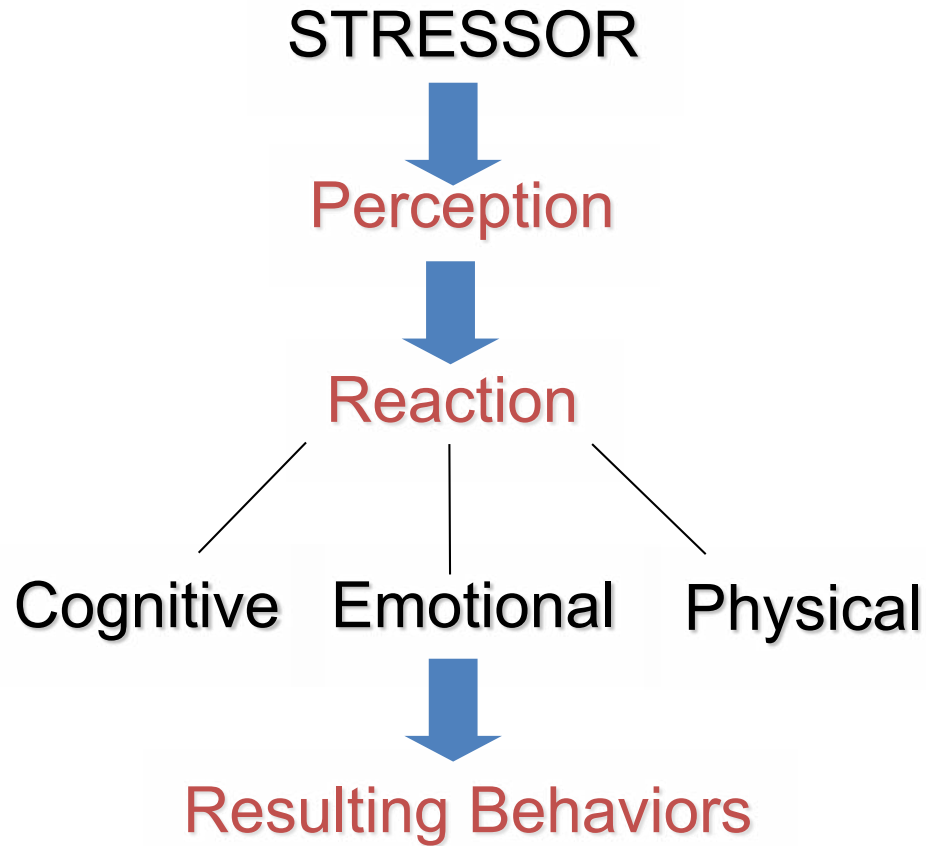 STRESSOR
Perception
Reaction
Cognitive Emotional Physical
Resulting Behaviors